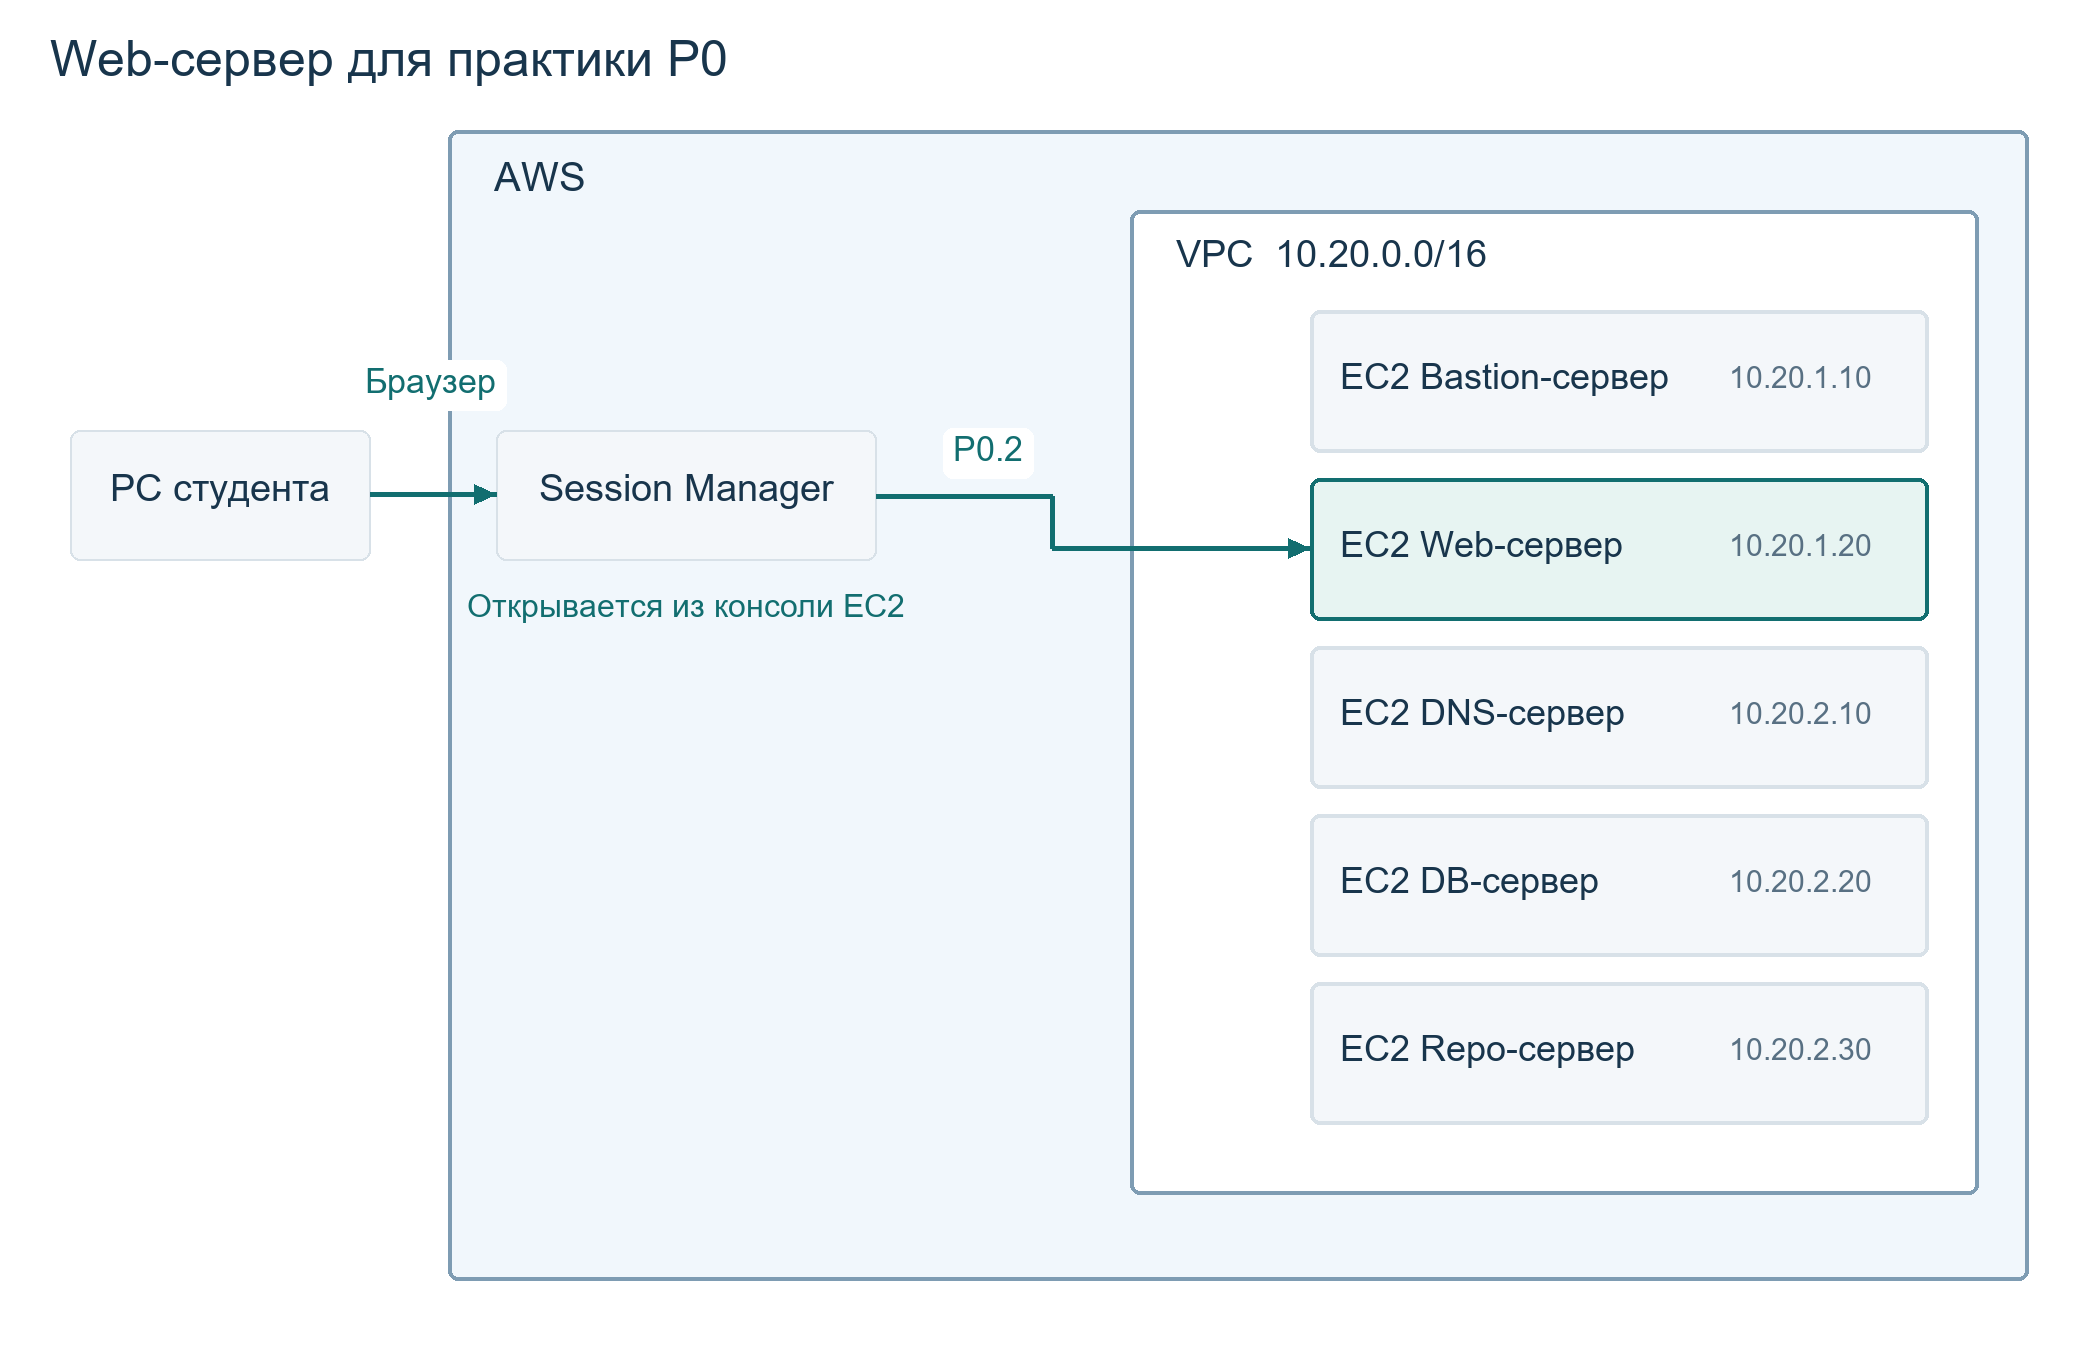 Web-сервер для практики P0
AWS
VPC 10.20.0.0/16
EC2 Bastion-сервер 10.20.1.10
Браузер
PC студента
Session Manager
P0.2
EC2 Web-сервер 10.20.1.20
Открывается из консоли EC2
EC2 DNS-сервер 10.20.2.10
EC2 DB-сервер 10.20.2.20
EC2 Repo-сервер 10.20.2.30